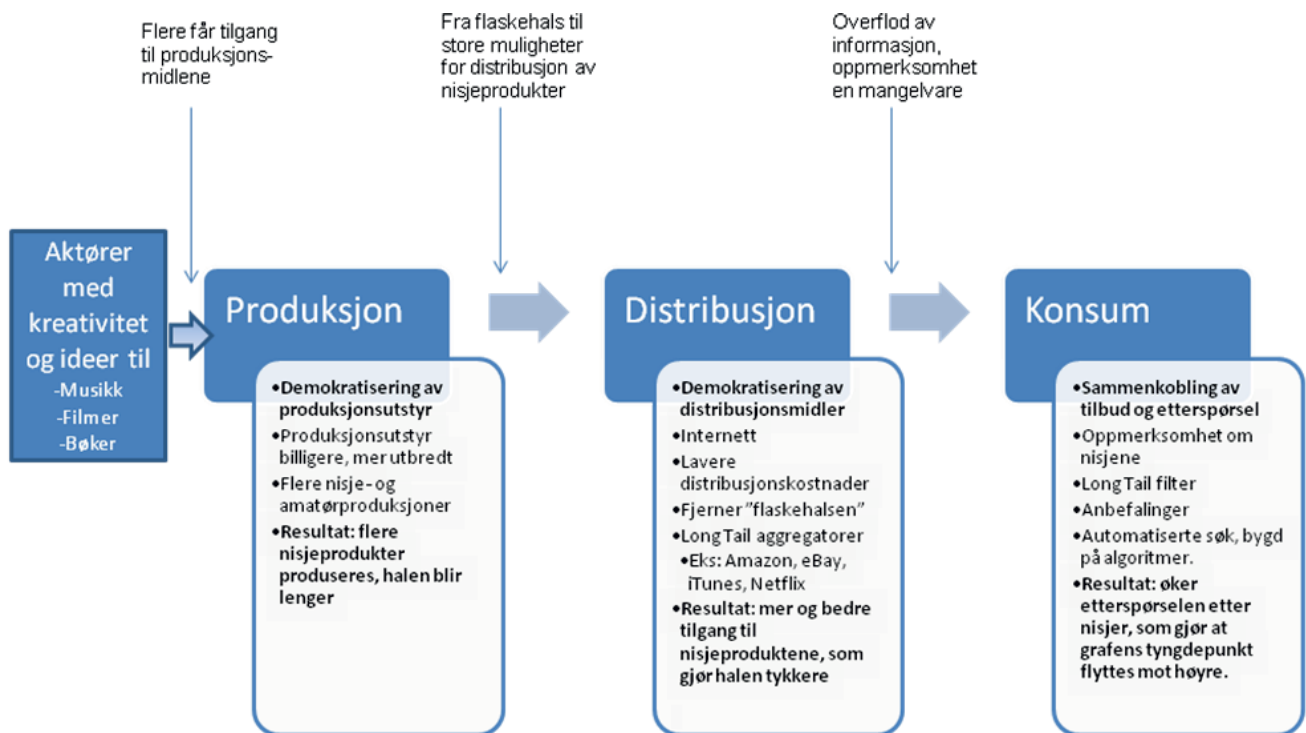 Flere får tilgang
til produksjons-
midlene
Fra flaskehals til
store muligheter
for distribusjon av
nisjeprodukter
Overflod av
informasjon,
oppmerksomhet
en mangelvare
Aktører
med
kreativitet
og ideer til
-Musikk
-Filmer
-Bøker
Produksjon
•Demokratisering av
produksjonsutstyr
•Produksjonsutstyr
billigere, mer utbredt
•Flere nisje- og
amatørproduksjoner
•Resultat: flere
nisjeprodukter
produseres, halen blir
lenger
Distribusjon
•Demokratisering av
distribusjonsmidler
•Internett
•Lavere
distribusjonskostnader
•Fjerner ”flaskehalsen”
•Long Tail aggregatorer
•Eks: Amazon, eBay,
iTunes, Netflix
•Resultat: mer og bedre
tilgang til
nisjeproduktene, som
gjør halen tykkere
Konsum
•Sammenkobling av
tilbud og etterspørsel
•Oppmerksomhet om
nisjene
•Long Tail filter
•Anbefalinger
•Automatiserte søk, bygd
på algoritmer.
•Resultat: øker
etterspørselen etter
nisjer, som gjør at
grafens tyngdepunkt
flyttes mot høyre.